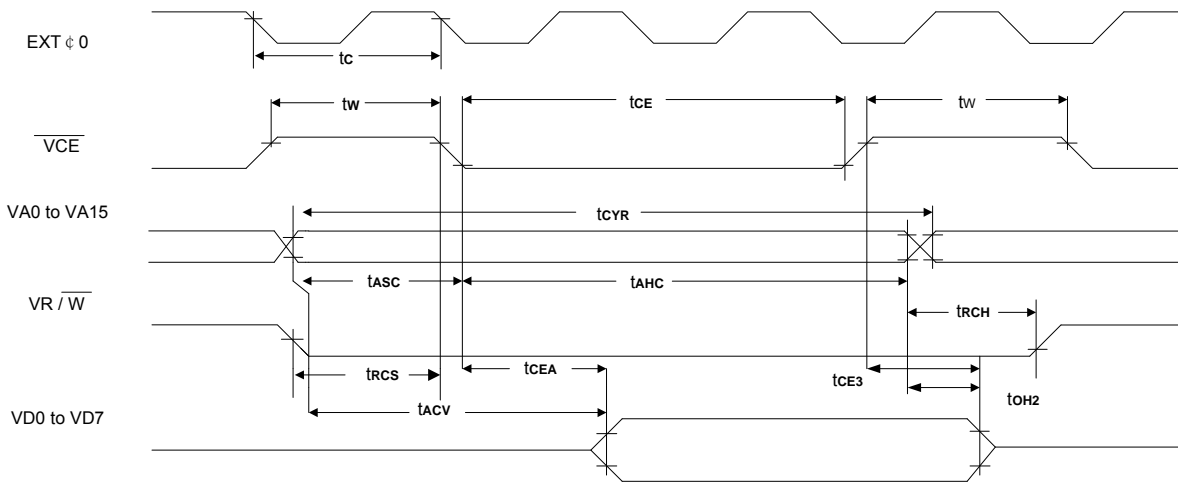 EXT ¢ 0
tC
tW
tCE
tW
VCE
VA0 to VA15
tCYR
tASC
tAHC
VR / W
tRCH
tCEA
tRCS
tCE3
tACV
tOH2
VD0 to VD7